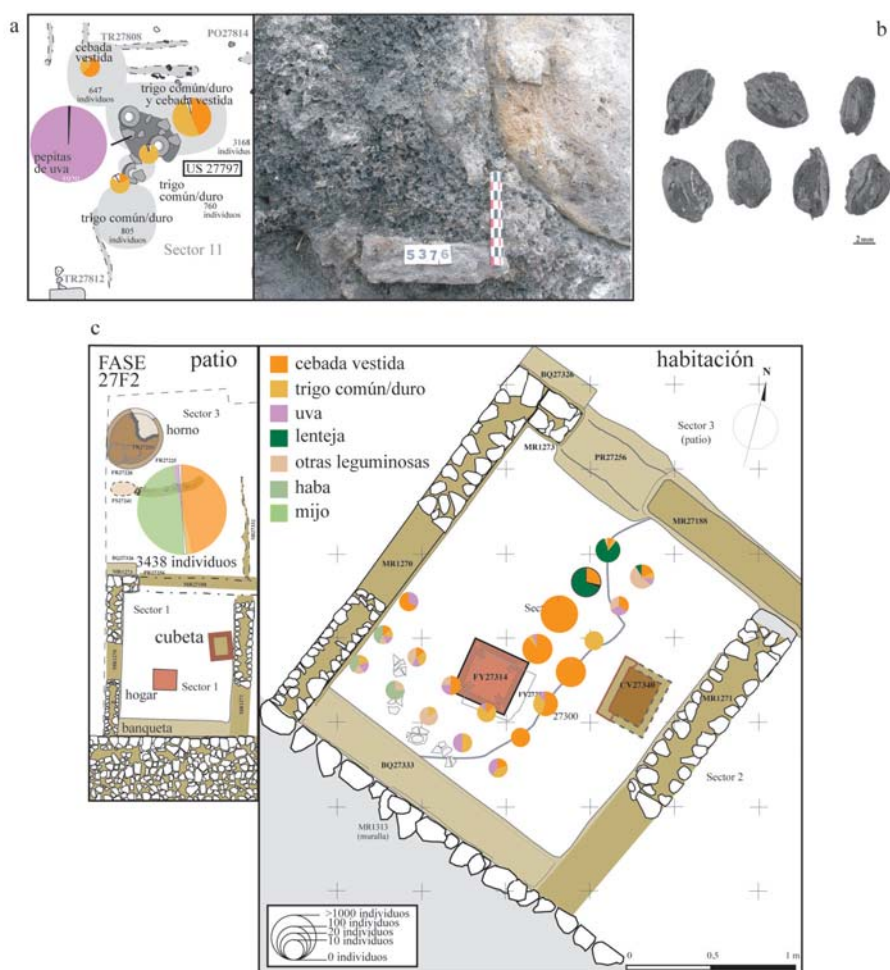 a
b
TR27808
PO27814
cebada
vestida
647
individuos
trigo común/duro
y cebada vestida
3168
individuos
pepitas
de uva
US 27797
trigo
común/duro
760
individuos
trigo común/duro
805
individuos
Sector 11
TR27812
5376
2 mm
c
FASE
27F2
patio
Sector 3
horno
3438 individuos
Sector 1
cubeta
hogar
Sector 1
banqueta
habitación
cebada vestida
trigo común/duro
uva
lenteja
otras leguminosas
haba
mijo
BQ27326
MR1273
PR27256
Sector 3
(patio)
N
MR27188
MR1270
FY27314
CV27340
27300
MR1271
Sector 2
BQ27333
MR1313
(muralla)
>1000 individuos
100 individuos
20 individuos
10 individuos
0 individuos
0
0,5
1 m